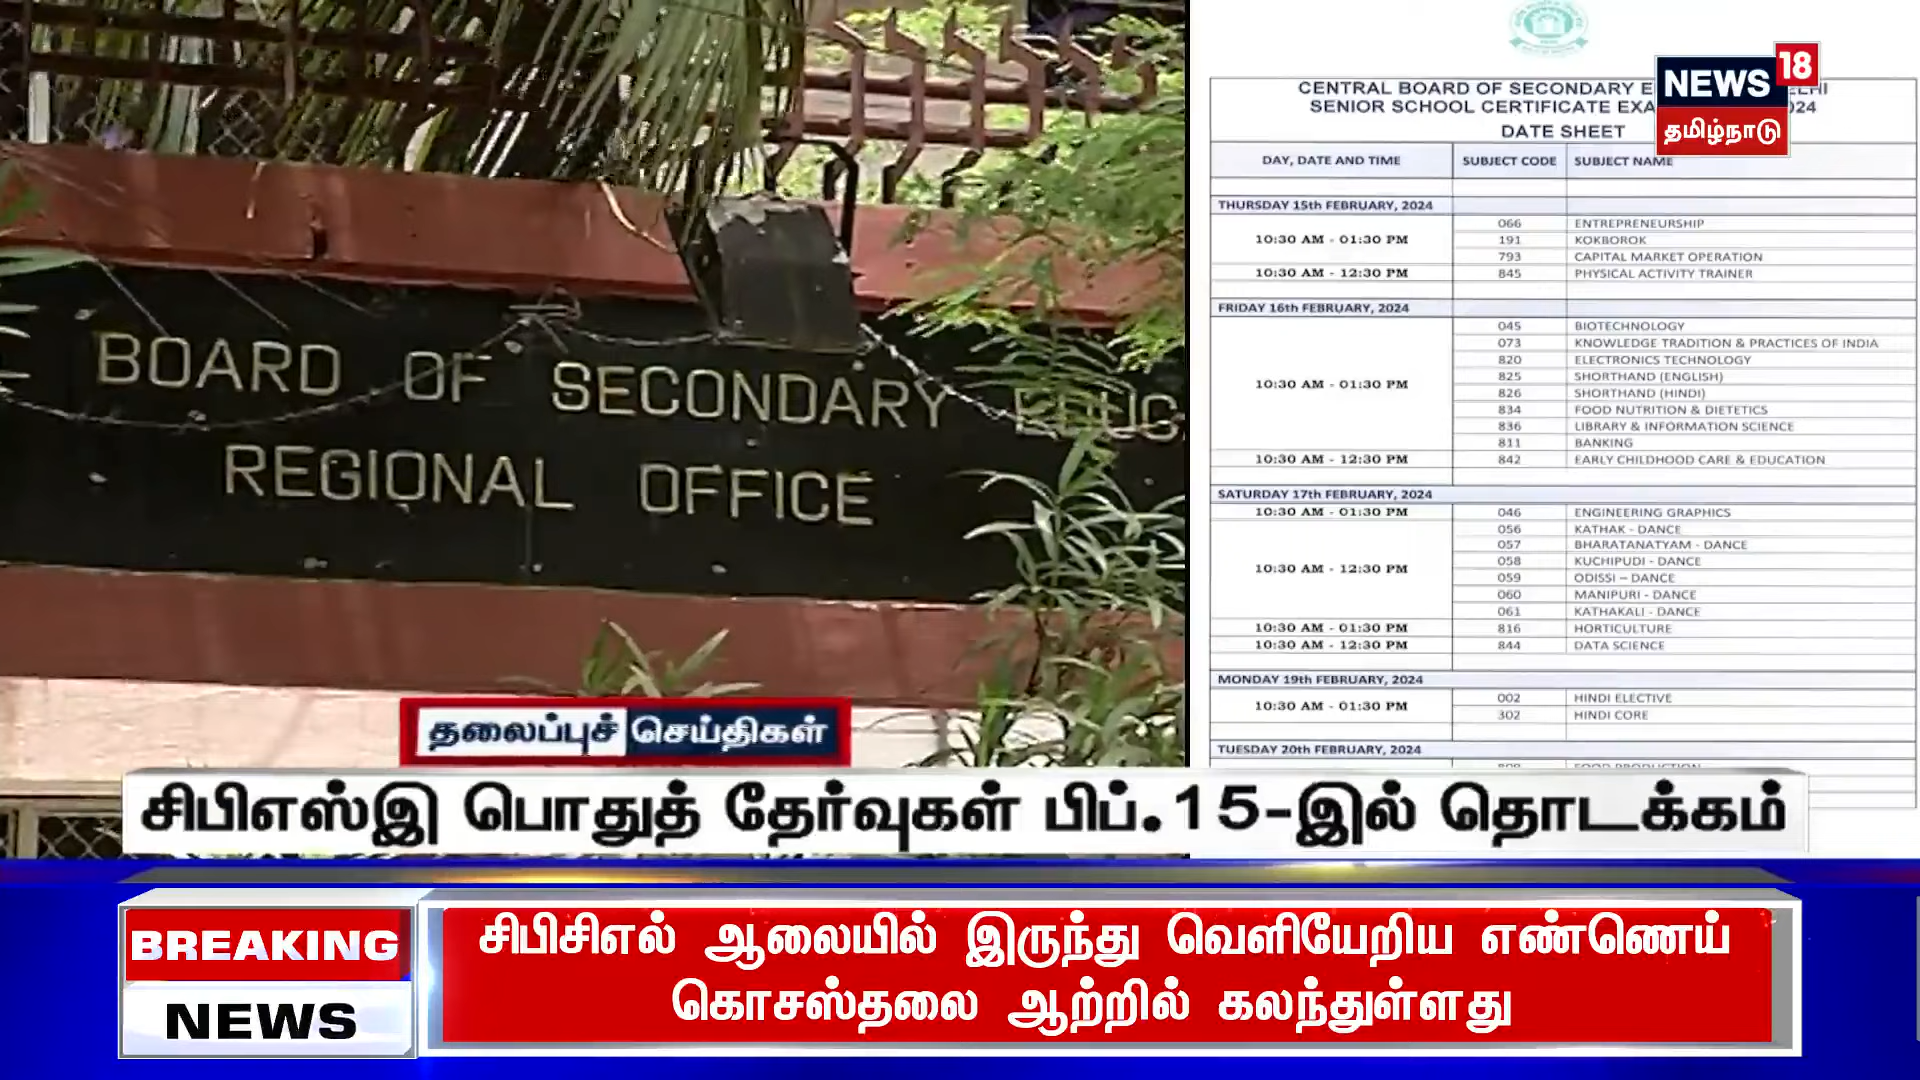 BOARD OF SECONDARY EDUC
REGIONAL OFFICE
NEWS 18
தமிழ்நாடு
CENTRAL BOARD OF SECONDARY
SENIOR SCHOOL CERTIFICATE
DATE SHEET
DAY, DATE AND TIME SUBJECT CODE SUBJECT NAME
THURSDAY 15th FEBRUARY, 2024
10:30 AM - 01:30 PM
066 ENTREPRENEURSHIP
191 KOKBOROK
793 CAPITAL MARKET OPERATION
10:30 AM - 12:30 PM 845 PHYSICAL ACTIVITY TRAINER
FRIDAY 16th FEBRUARY, 2024
10:30 AM - 01:30 PM
045 BIOTECHNOLOGY
073 KNOWLEDGE TRADITION & PRACTICES OF INDIA
820 ELECTRONICS TECHNOLOGY
825 SHORTHAND (ENGLISH)
826 SHORTHAND (HINDI)
834 FOOD NUTRITION & DIETETICS
836 LIBRARY & INFORMATION SCIENCE
811 BANKING
10:30 AM - 12:30 PM 842 EARLY CHILDHOOD CARE & EDUCATION
SATURDAY 17th FEBRUARY, 2024
10:30 AM - 01:30 PM 046 ENGINEERING GRAPHICS
10:30 AM - 12:30 PM
056 KATHAK - DANCE
057 BHARATANATYAM - DANCE
058 KUCHIPUDI - DANCE
059 ODISSI – DANCE
060 MANIPURI - DANCE
061 KATHAKALI - DANCE
10:30 AM - 01:30 PM 816 HORTICULTURE
10:30 AM - 12:30 PM 844 DATA SCIENCE
MONDAY 19th FEBRUARY, 2024
10:30 AM - 01:30 PM
002 HINDI ELECTIVE
302 HINDI CORE
TUESDAY 20th FEBRUARY, 2024
தலைப்புச் செய்திகள்
சிபிஎஸ்இ பொதுத் தேர்வுகள் பிப்.15-இல் தொடக்கம்
BREAKING
NEWS
சிபிசிஎல் ஆலையில் இருந்து வெளியேறிய எண்ணெய்
கொசஸ்தலை ஆற்றில் கலந்துள்ளது